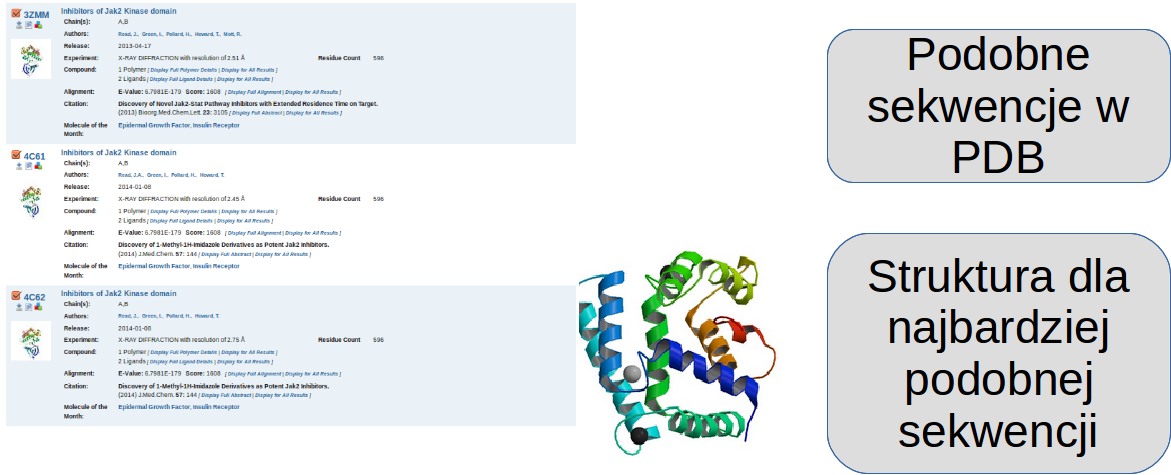 3ZMM
Inhibitors of Jak2 Kinase domain
Chain(s): A,B
Authors: Read, J., Green, I., Pollard, H., Howard, T., Mott, R.
Release: 2013-04-17
Experiment: X-RAY DIFFRACTION with resolution of 2.51 Å Residue Count 596
Compound: 1 Polymer [ Display Full Polymer Details | Display for All Results ]
2 Ligands [ Display Full Ligand Details | Display for All Results ]
Alignment: E-Value: 6.7981E-179 Score: 1608 [ Display Full Alignment | Display for All Results ]
Citation: Discovery of Novel Jak2-Stat Pathway Inhibitors with Extended Residence Time on Target.
(2013) Bioorg.Med.Chem.Lett. 23: 3105 [ Display Full Abstract | Display for All Results ]
Molecule of the Epidermal Growth Factor, Insulin Receptor
Month:
4C61
Inhibitors of Jak2 Kinase domain
Chain(s): A,B
Authors: Read, J.A., Green, I., Pollard, H., Howard, T.
Release: 2014-01-08
Experiment: X-RAY DIFFRACTION with resolution of 2.45 Å Residue Count 596
Compound: 1 Polymer [ Display Full Polymer Details | Display for All Results ]
2 Ligands [ Display Full Ligand Details | Display for All Results ]
Alignment: E-Value: 6.7981E-179 Score: 1608 [ Display Full Alignment | Display for All Results ]
Citation: Discovery of 1-Methyl-1H-Imidazole Derivatives as Potent Jak2 Inhibitors.
(2014) J.Med.Chem. 57: 144 [ Display Full Abstract | Display for All Results ]
Molecule of the Epidermal Growth Factor, Insulin Receptor
Month:
4C62
Inhibitors of Jak2 Kinase domain
Chain(s): A,B
Authors: Read, J., Green, I., Pollard, H., Howard, T.
Release: 2014-01-08
Experiment: X-RAY DIFFRACTION with resolution of 2.75 Å Residue Count 596
Compound: 1 Polymer [ Display Full Polymer Details | Display for All Results ]
2 Ligands [ Display Full Ligand Details | Display for All Results ]
Alignment: E-Value: 6.7981E-179 Score: 1608 [ Display Full Alignment | Display for All Results ]
Citation: Discovery of 1-Methyl-1H-Imidazole Derivatives as Potent Jak2 Inhibitors.
(2014) J.Med.Chem. 57: 144 [ Display Full Abstract | Display for All Results ]
Molecule of the Epidermal Growth Factor, Insulin Receptor
Month:
Podobne
sekwencje w
PDB
Struktura dla
najbardziej
podobnej
sekwencji